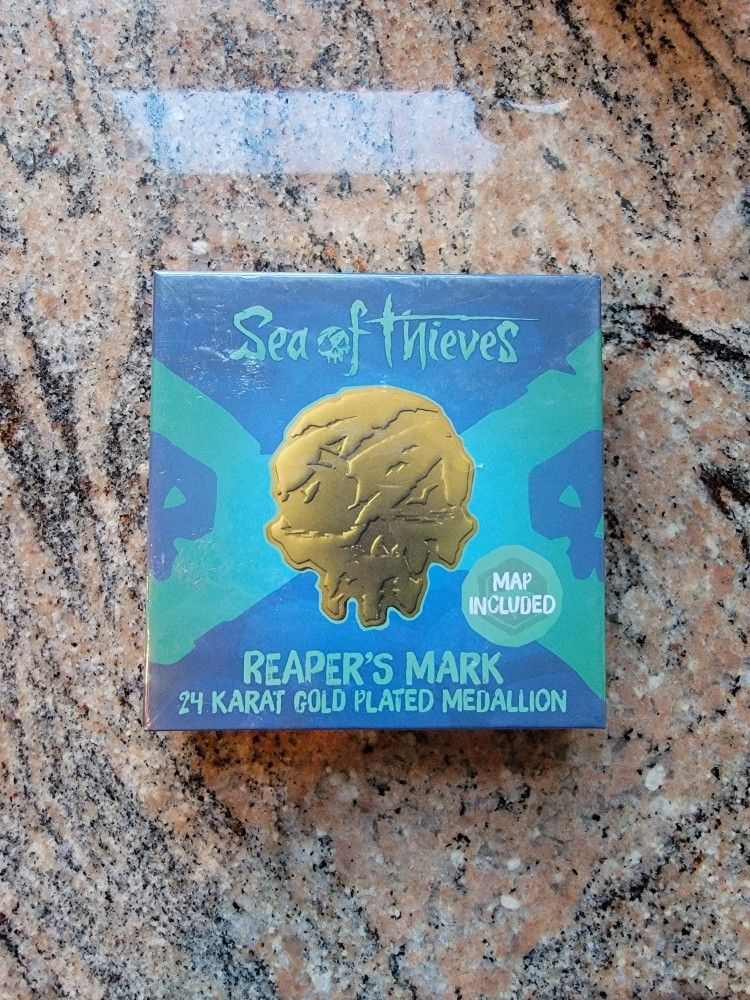 Sea of Thieves
MAP
INCLUDED
REAPER'S MARK
24 KARAT GOLD PLATED MEDALLION